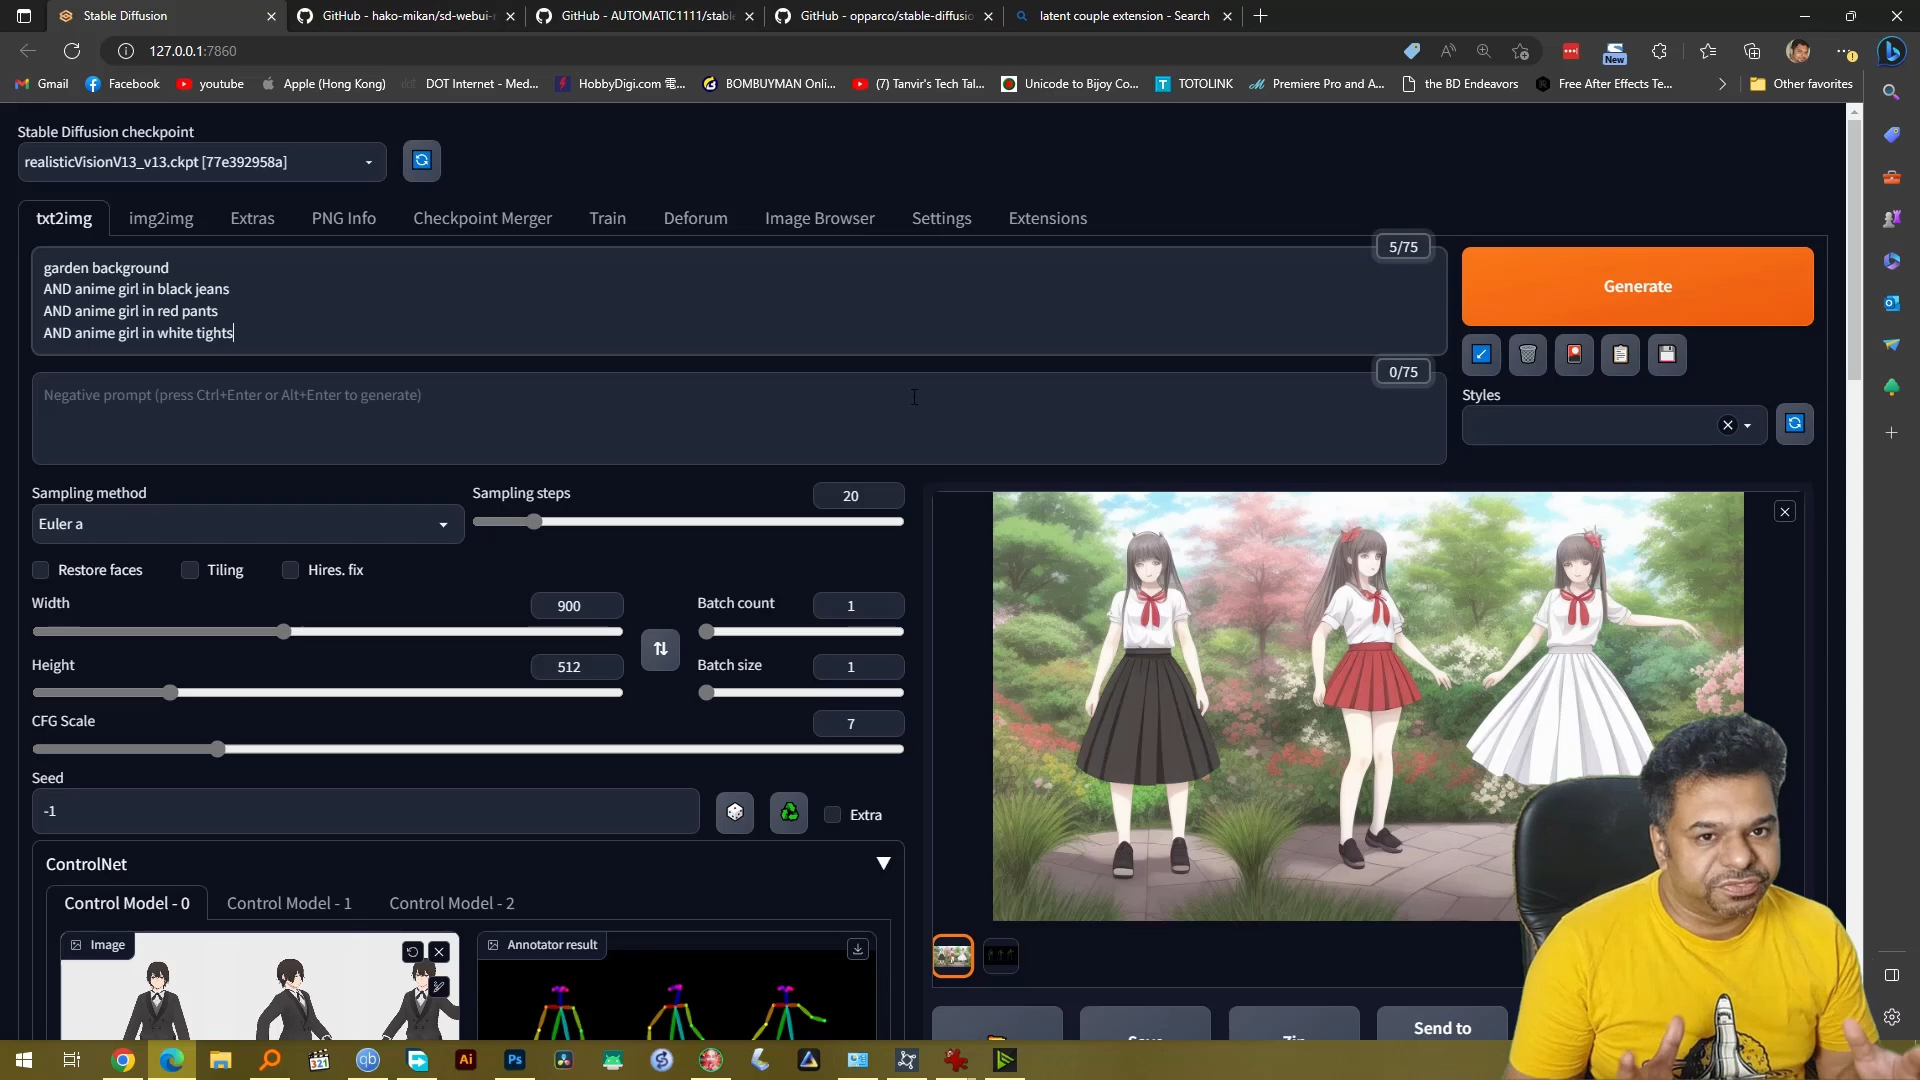 Stable Diffusion
GitHub - hako-mikan/sd-webui-r
GitHub - AUTOMATIC1111/stable
GitHub - opparco/stable-diffusio
latent couple extension - Search
127.0.0.1:7860
New
Gmail
Facebook
youtube
Apple (Hong Kong)
DOT Internet - Med...
HobbyDigi.com 電...
BOMBUYMAN Onli...
(7) Tanvir's Tech Tal...
Unicode to Bijoy Co...
TOTOLINK
Premiere Pro and A...
the BD Endeavors
Free After Effects Te...
Other favorites
Stable Diffusion checkpoint
realisticVisionV13_v13.ckpt [77e392958a]
txt2img
img2img
Extras
PNG Info
Checkpoint Merger
Train
Deforum
Image Browser
Settings
Extensions
5/75
garden background
AND anime girl in black jeans
AND anime girl in red pants
AND anime girl in white tights
Generate
0/75
Negative prompt (press Ctrl+Enter or Alt+Enter to generate)
Styles
Sampling method
Euler a
Sampling steps
20
Restore faces
Tiling
Hires. fix
Width
900
Batch count
1
Height
512
Batch size
1
CFG Scale
7
Seed
-1
Extra
ControlNet
Control Model - 0
Control Model - 1
Control Model - 2
Image
Annotator result
Send to
321
qb
Ai
Ps